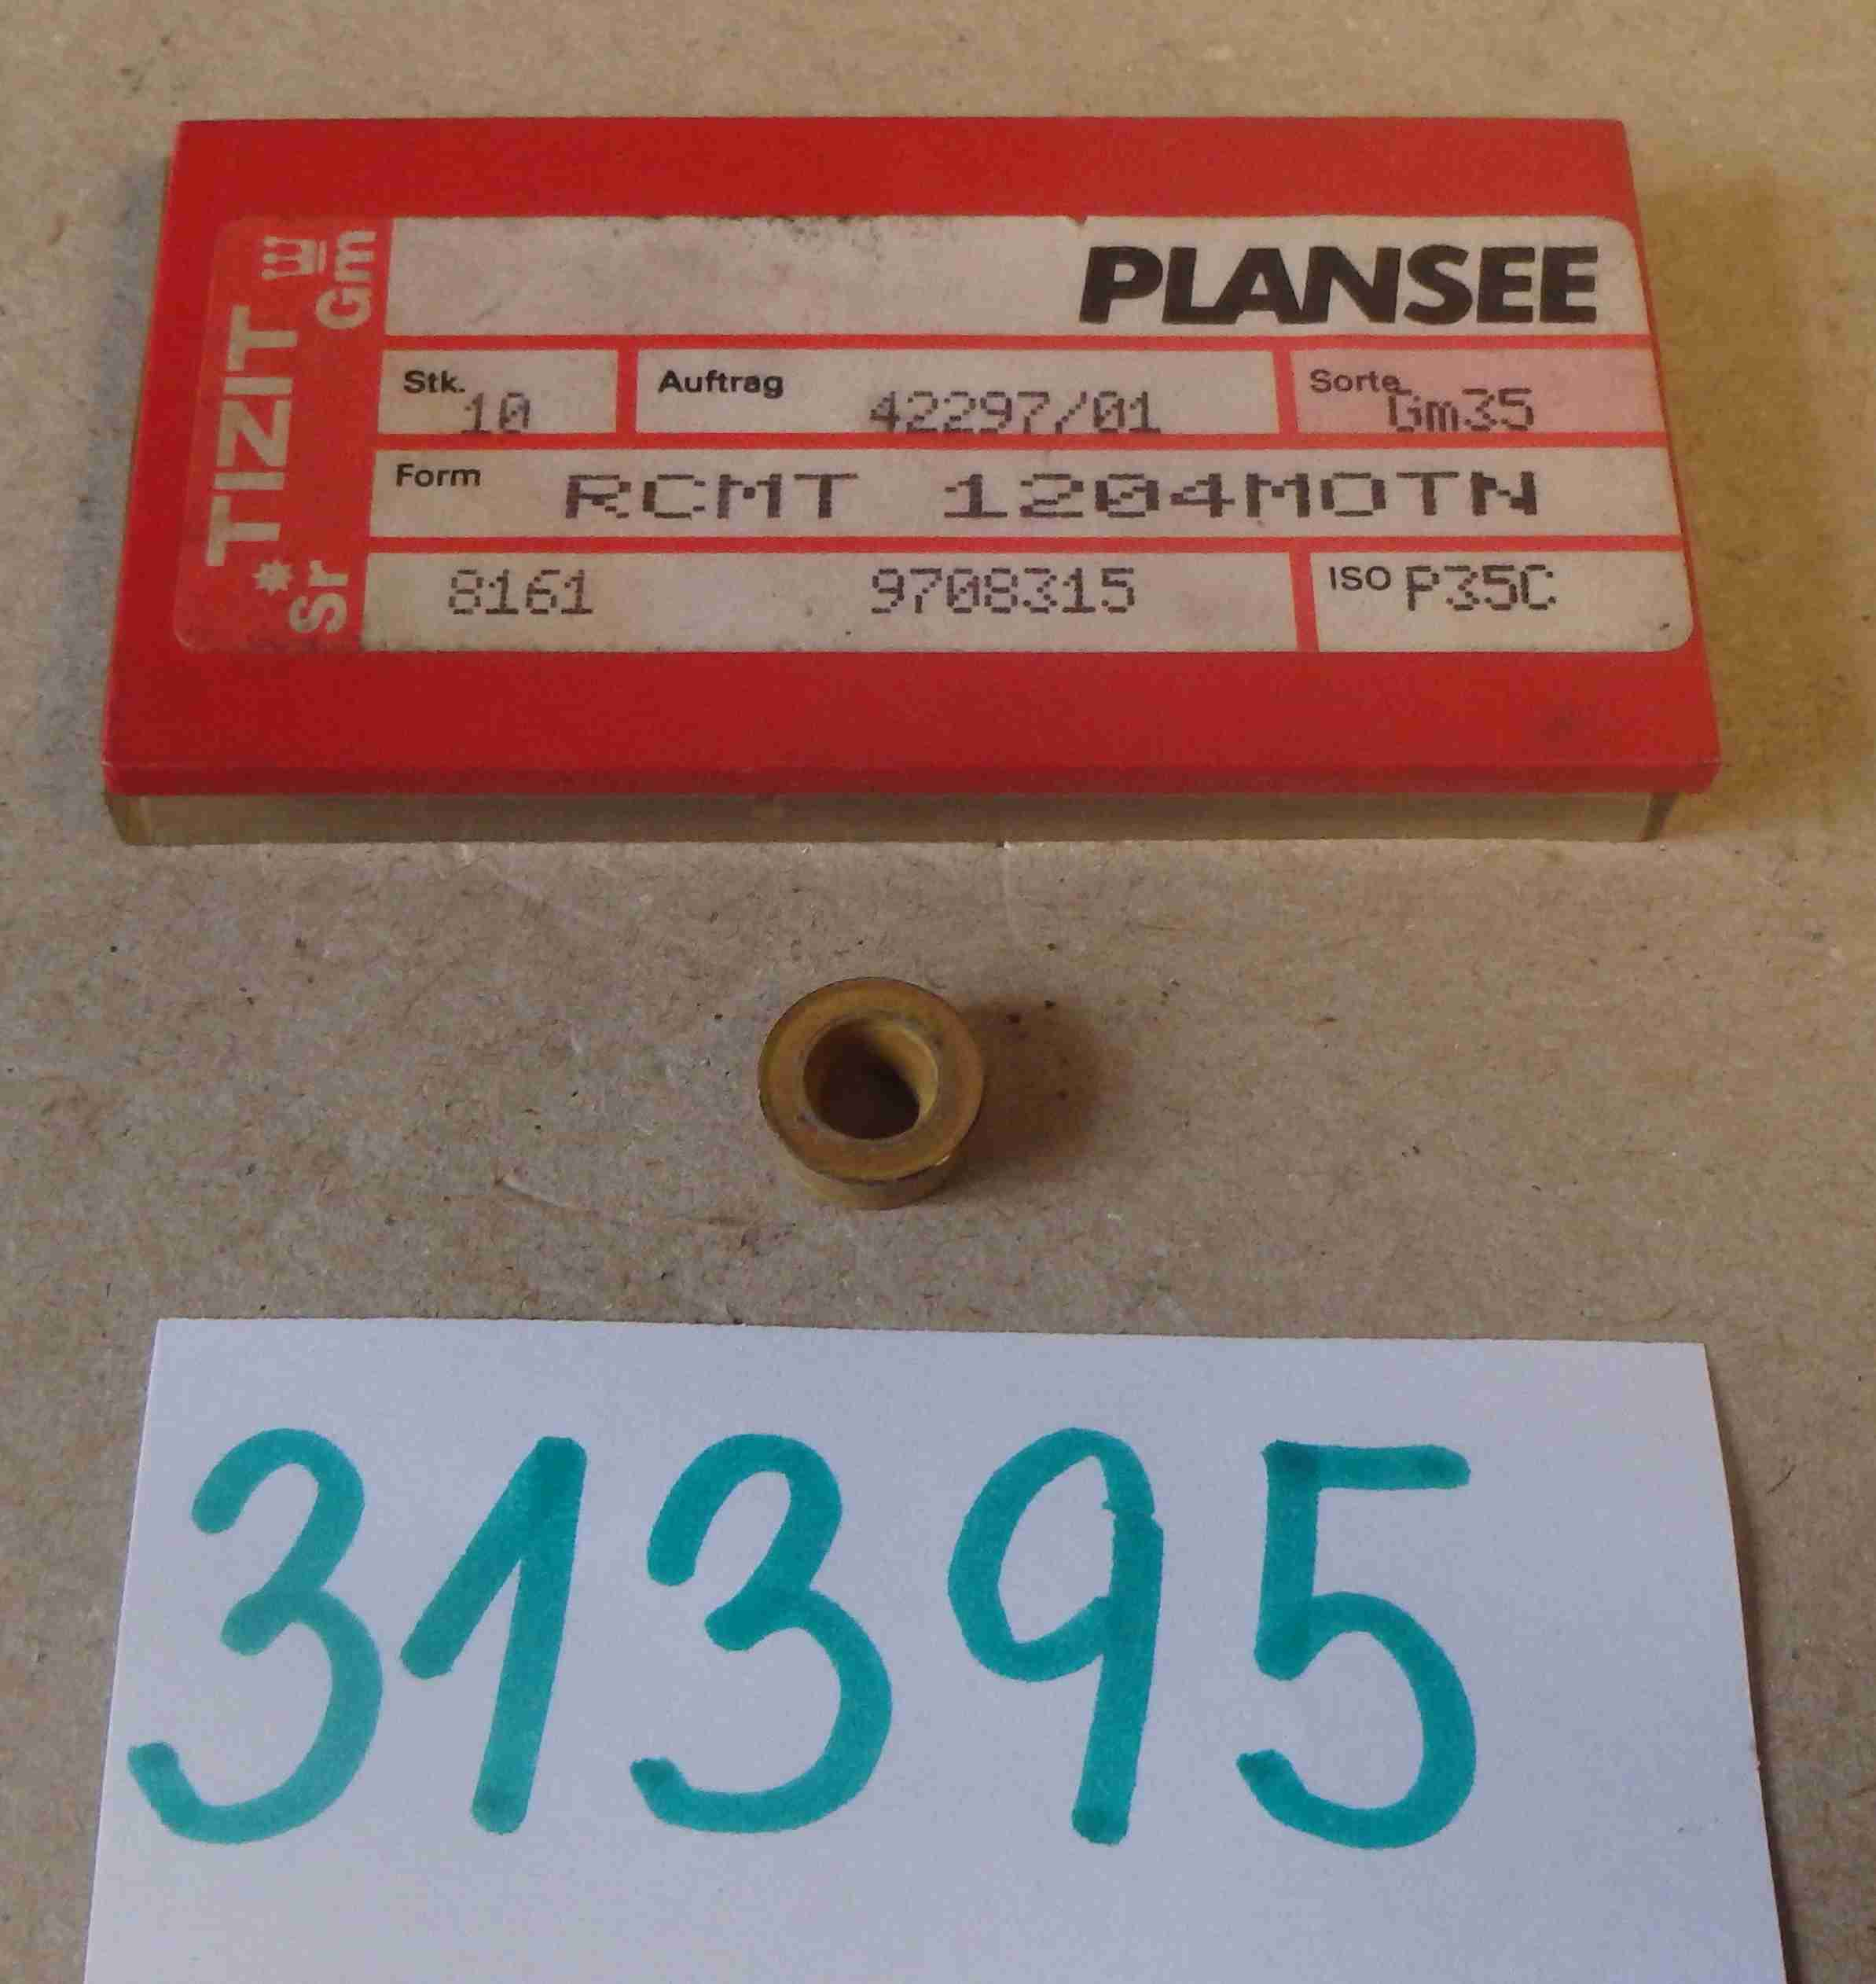 PLANSEE
*TIZIT
Sr Gm
Stk. 10 Auftrag 42297/01 Sorte Gm35
Form RCMT 1204MOTN
8161 9708315 ISO P35C
31395